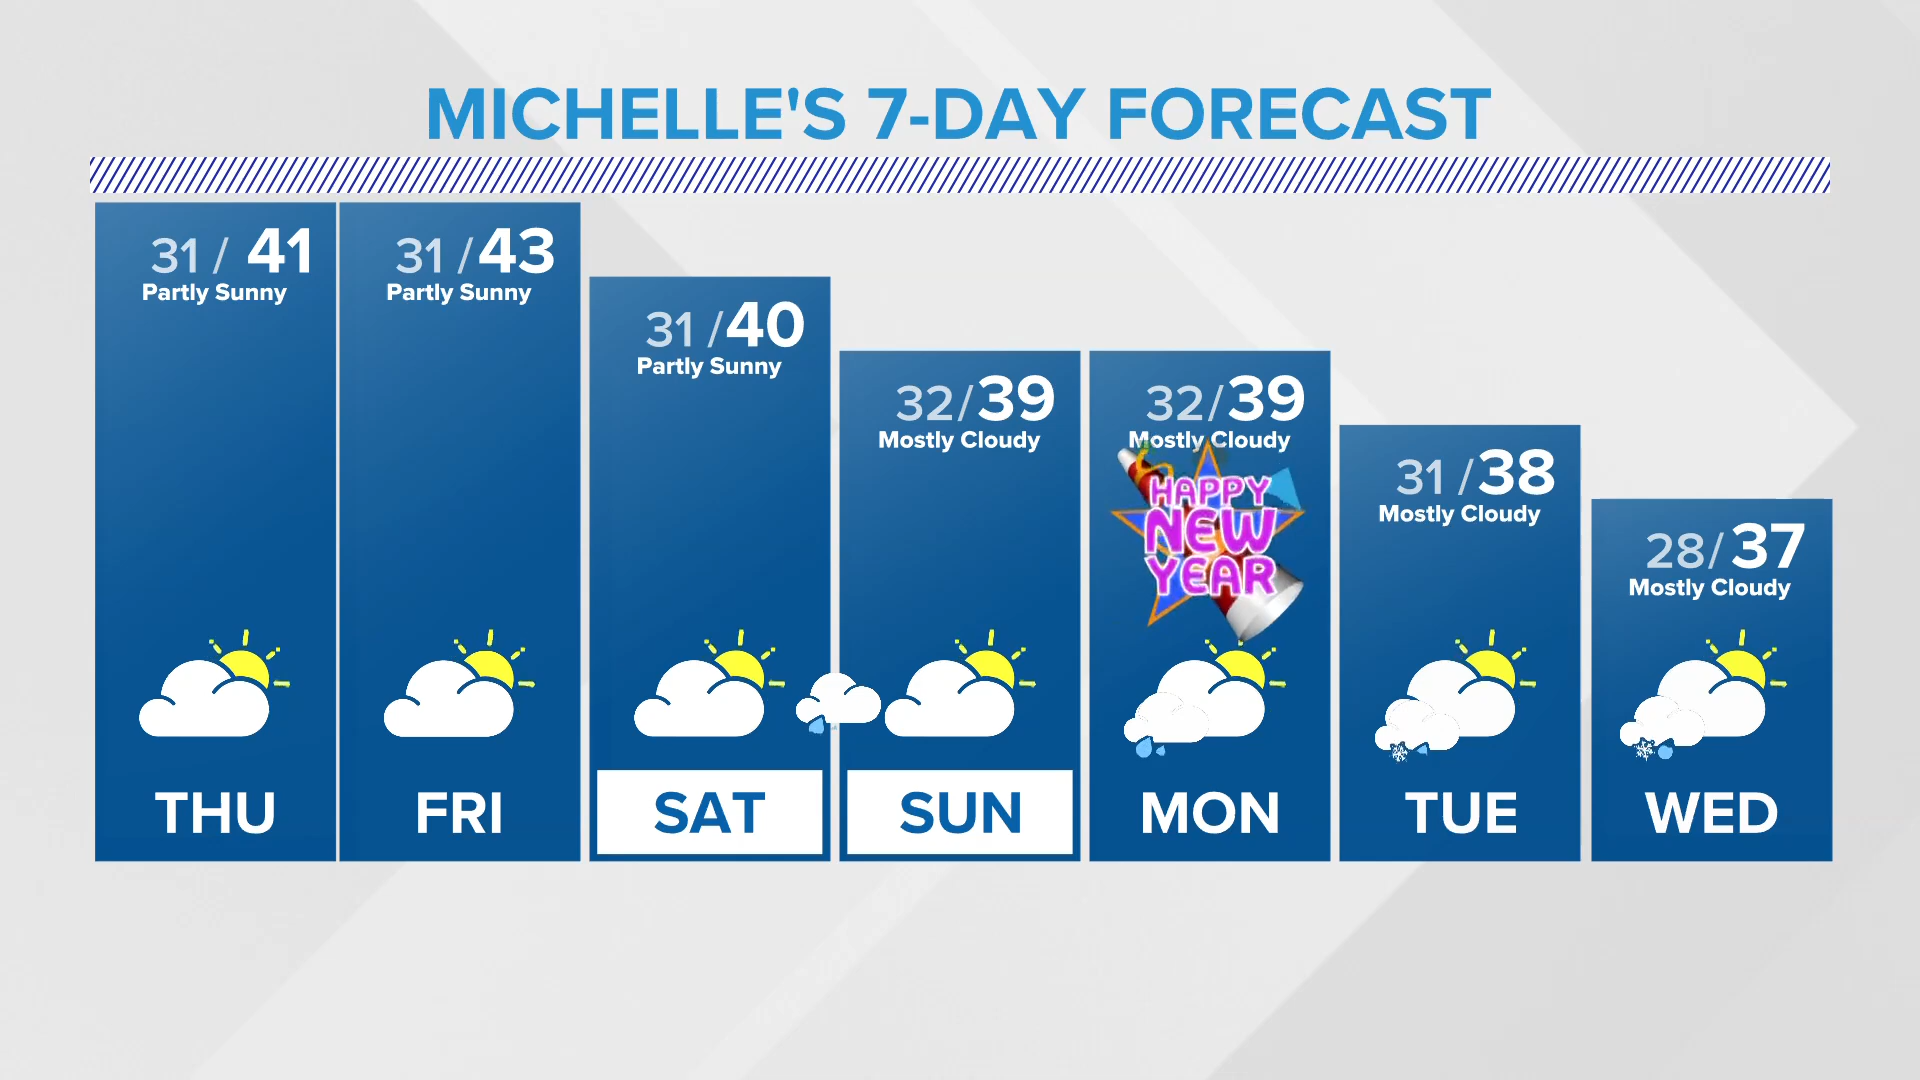 MICHELLE'S 7-DAY FORECAST
31 / 41
Partly Sunny
THU
31 / 43
Partly Sunny
FRI
31 / 40
Partly Sunny
SAT
32 / 39
Mostly Cloudy
SUN
32 / 39
Mostly Cloudy
HAPPY
NEW
YEAR
MON
31 / 38
Mostly Cloudy
TUE
28 / 37
Mostly Cloudy
WED